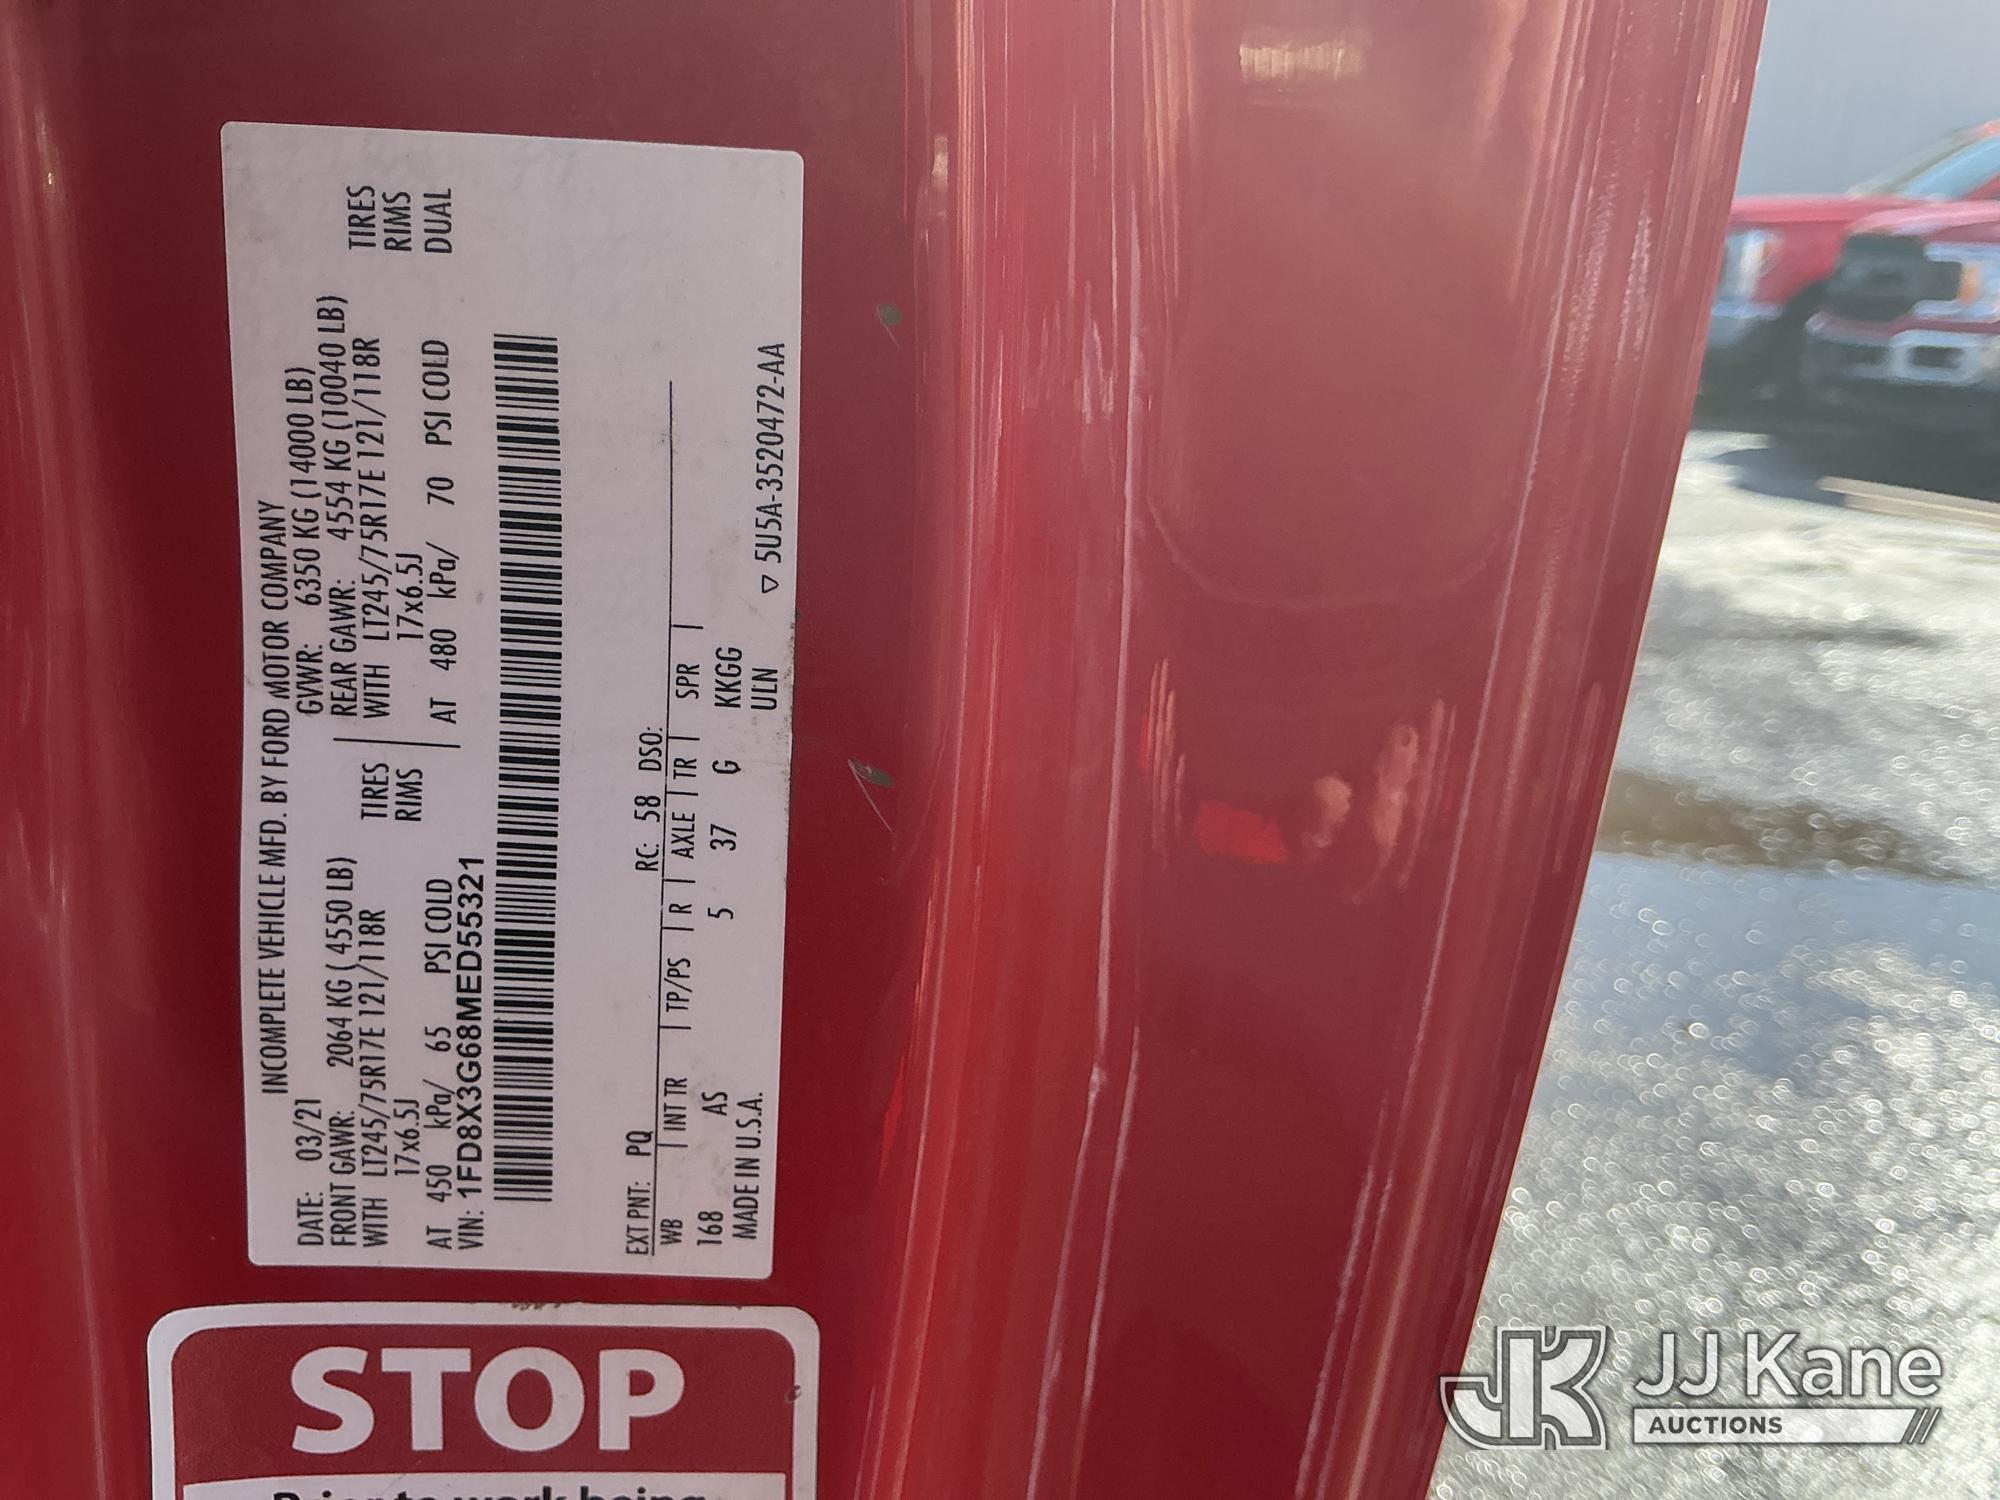 INCOMPLETE VEHICLE MFD. BY FORD MOTOR COMPANY
DATE: 03/21 GVWR: 6350 KG (14000 LB)
FRONT GAWR: 2064 KG (4550 LB) REAR GAWR: 4554 KG (10040 LB)
WITH LT245/75R17E 121/118R TIRES WITH LT245/75R17E 121/118R TIRES
17x6.5J RIMS 17x6.5J RIMS
AT 450 kPa/ 65 PSI COLD AT 480 kPa/ 70 PSI COLD DUAL
VIN: 1FD8X3G68MED55321
EXT PNT: PQ RC: 58 DSO:
WB INT TR TP/PS R AXLE TR SPR
168 AS 5 37 G KKGG
MADE IN U.S.A. ULN ▽ 5U5A-3520472-AA
STOP
Prior to work being
JJ Kane
AUCTIONS